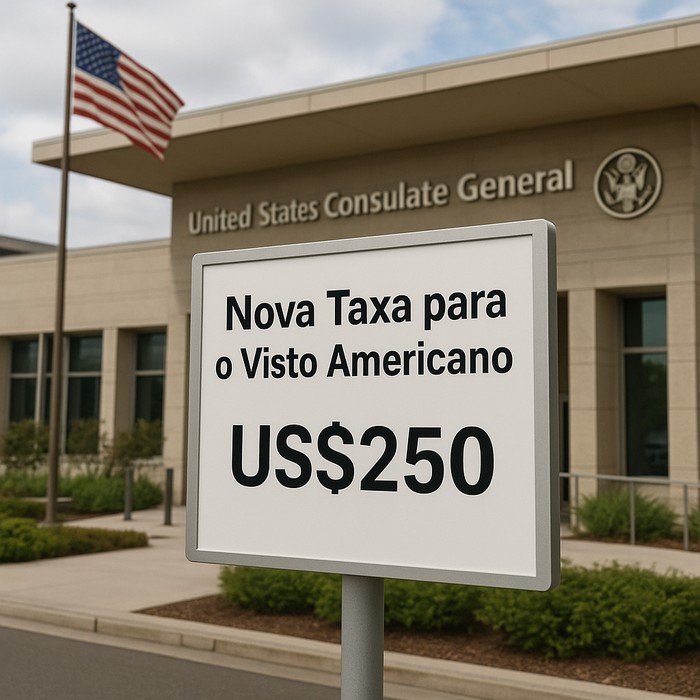 United States Consulate General
Nova Taxa para
o Visto Americano
US$250